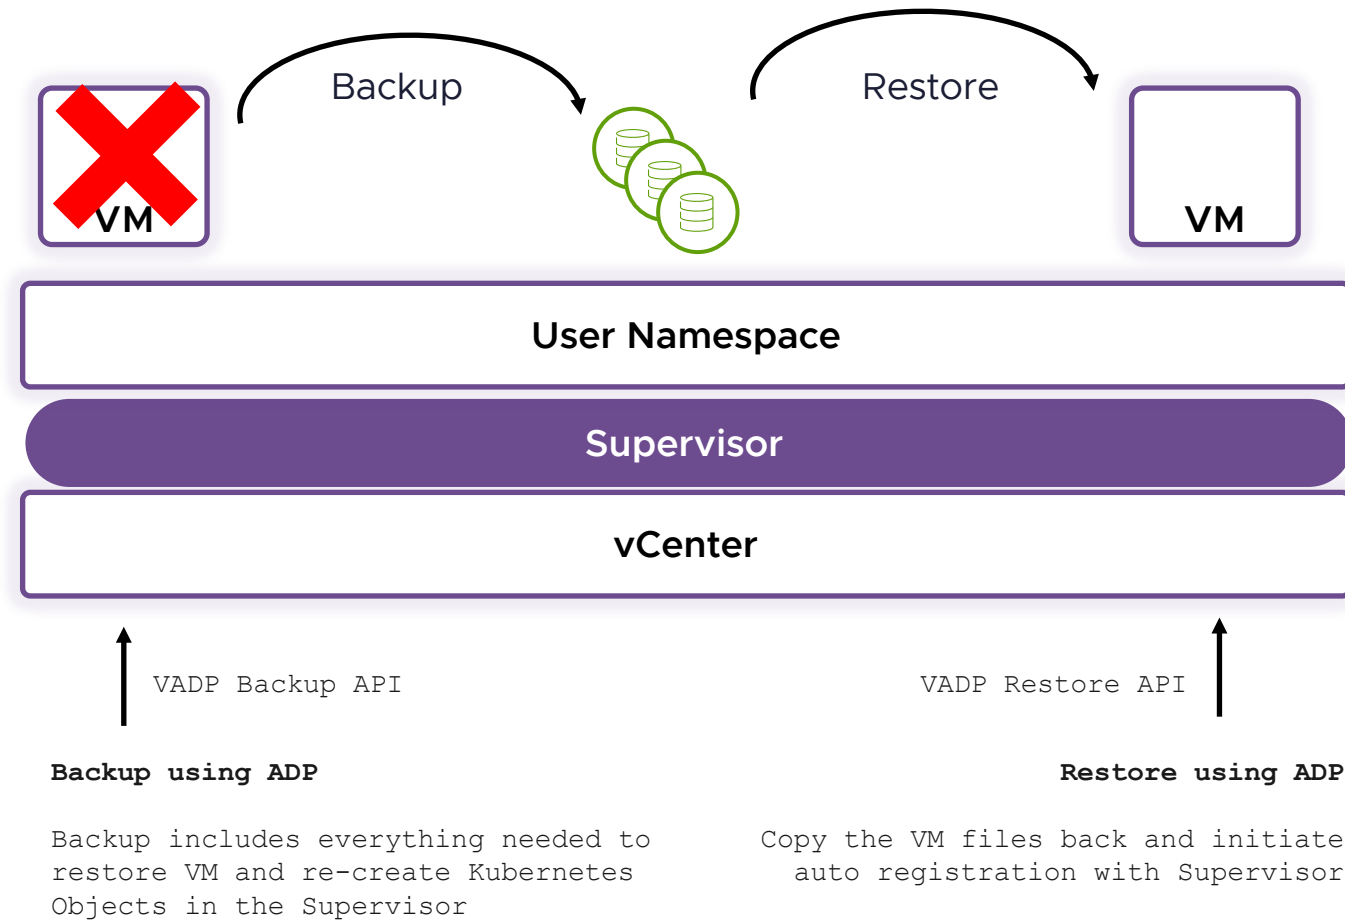 Backup
Restore
VM
VM
User Namespace
Supervisor
vCenter
VADP Backup API
VADP Restore API
Backup using ADP
Backup includes everything needed to
restore VM and re-create Kubernetes
Objects in the Supervisor
Restore using ADP
Copy the VM files back and initiate
auto registration with Supervisor